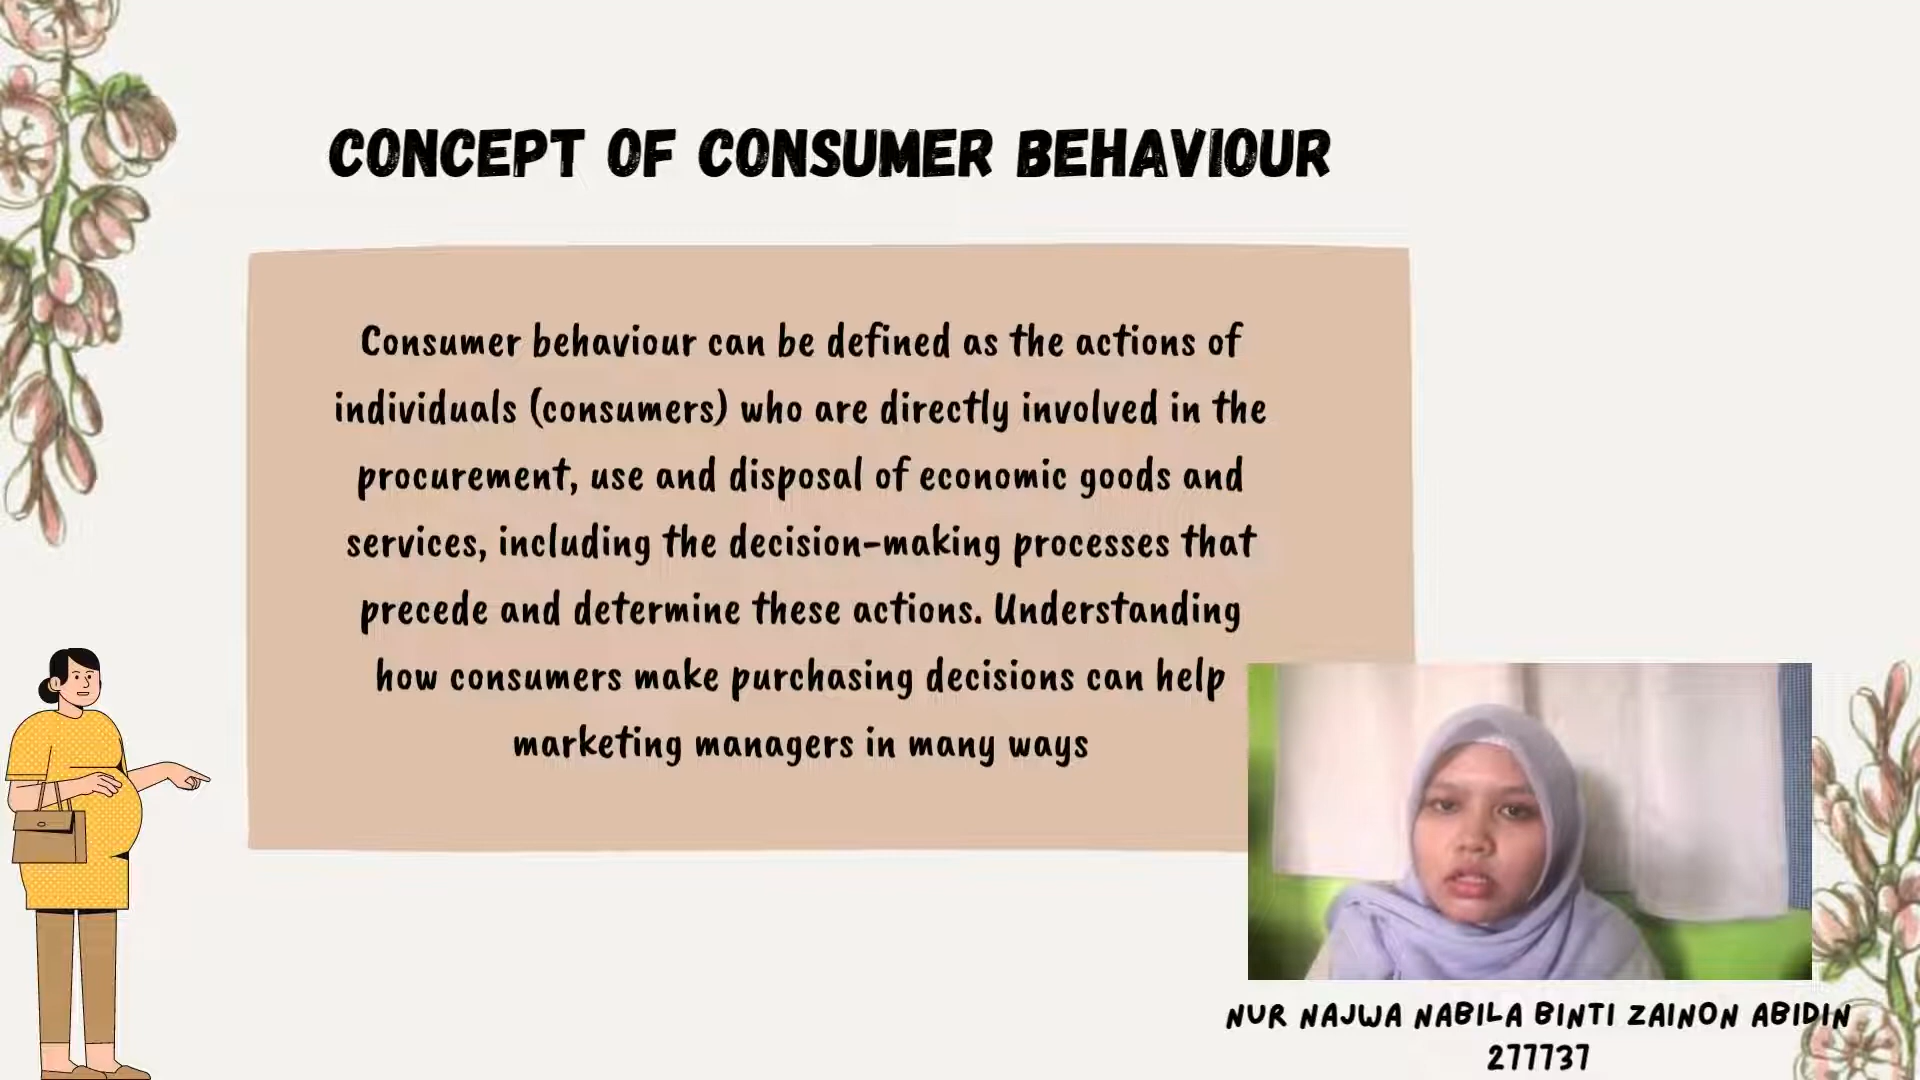 CONCEPT OF CONSUMER BEHAVIOUR
Consumer behaviour can be defined as the actions of
individuals (consumers) who are directly involved in the
procurement, use and disposal of economic goods and
services, including the decision-making processes that
precede and determine these actions. Understanding
how consumers make purchasing decisions can help
marketing managers in many ways
NUR NAJWA NABILA BINTI ZAINON ABIDIN
277737